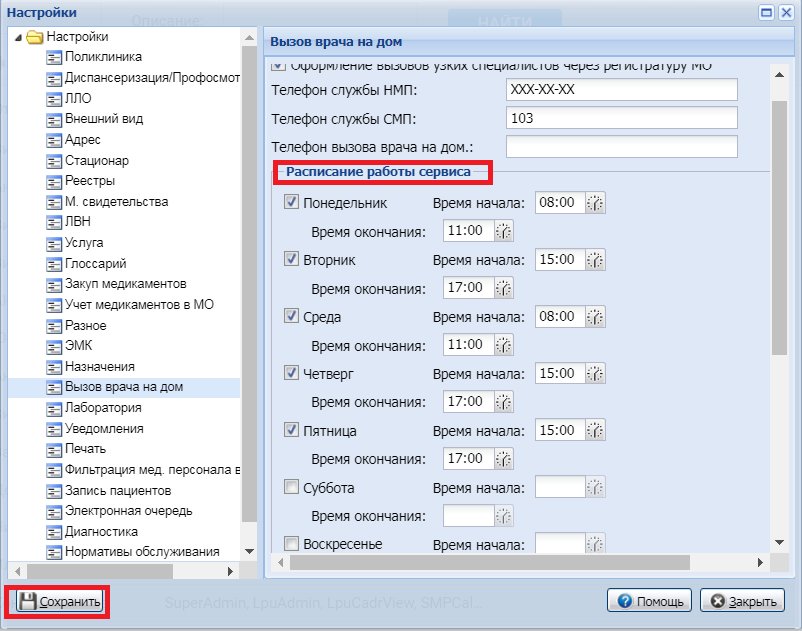 Настройки
Описание:
НАЙТИ
Настройки
Поликлиника
Диспансеризация/Профосмот
ЛЛО
Внешний вид
Адрес
Стационар
Реестры
М. свидетельства
ЛВН
Услуга
Глоссарий
Закуп медикаментов
Учет медикаментов в МО
Разное
ЭМК
Назначения
Вызов врача на дом
Лаборатория
Уведомления
Печать
Фильтрация мед. персонала в
Запись пациентов
Электронная очередь
Диагностика
Нормативы обслуживания
Вызов врача на дом
Оформление вызовов узких специалистов через регистратуру МО
Телефон службы НМП: XXX-XX-XX
Телефон службы СМП: 103
Телефон вызова врача на дом.:
Расписание работы сервиса
Понедельник Время начала: 08:00
Время окончания: 11:00
Вторник Время начала: 15:00
Время окончания: 17:00
Среда Время начала: 08:00
Время окончания: 11:00
Четверг Время начала: 15:00
Время окончания: 17:00
Пятница Время начала: 15:00
Время окончания: 17:00
Суббота Время начала:
Время окончания:
Воскресенье Время начала:
Сохранить
SuperAdmin, LpuAdmin, LpuCadrView, SMPCal...
Помощь
Закрыть